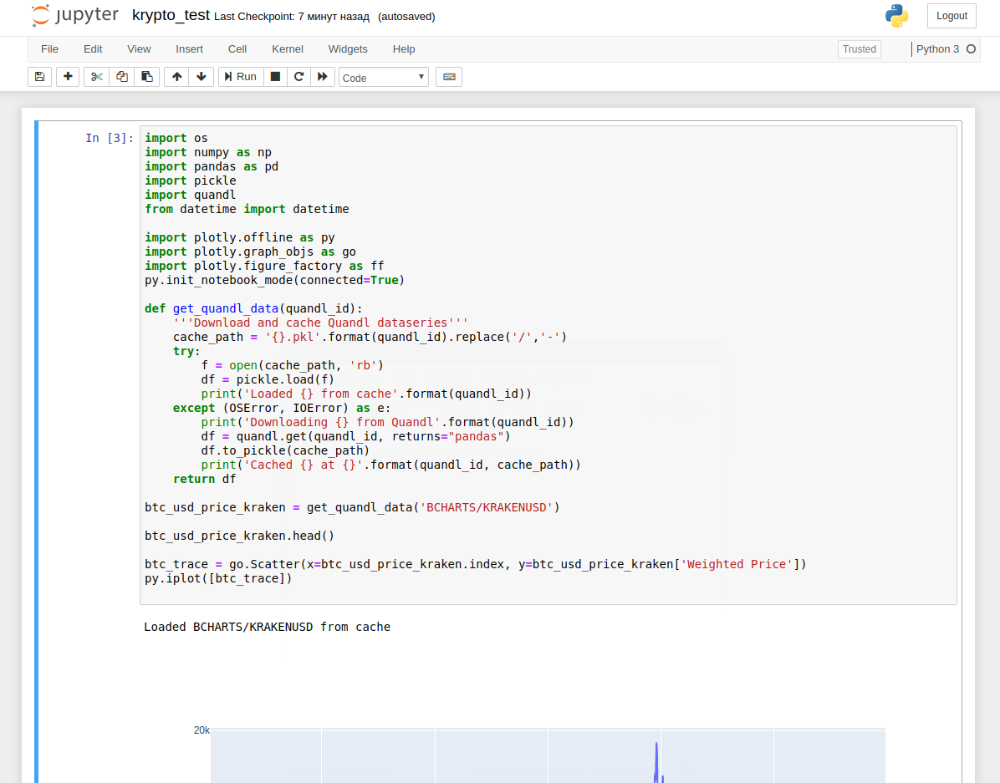 jupyter krypto_test Last Checkpoint: 7 минут назад (autosaved)
Logout
File Edit View Insert Cell Kernel Widgets Help
Trusted
Python 3
Run
Code
In [3]:
import os
import numpy as np
import pandas as pd
import pickle
import quandl
from datetime import datetime

import plotly.offline as py
import plotly.graph_objs as go
import plotly.figure_factory as ff
py.init_notebook_mode(connected=True)

def get_quandl_data(quandl_id):
    '''Download and cache Quandl dataseries'''
    cache_path = '{}.pkl'.format(quandl_id).replace('/','-')
    try:
        f = open(cache_path, 'rb')
        df = pickle.load(f)
        print('Loaded {} from cache'.format(quandl_id))
    except (OSError, IOError) as e:
        print('Downloading {} from Quandl'.format(quandl_id))
        df = quandl.get(quandl_id, returns="pandas")
        df.to_pickle(cache_path)
        print('Cached {} at {}'.format(quandl_id, cache_path))
    return df

btc_usd_price_kraken = get_quandl_data('BCHARTS/KRAKENUSD')

btc_usd_price_kraken.head()

btc_trace = go.Scatter(x=btc_usd_price_kraken.index, y=btc_usd_price_kraken['Weighted Price'])
py.iplot([btc_trace])

Loaded BCHARTS/KRAKENUSD from cache
20k